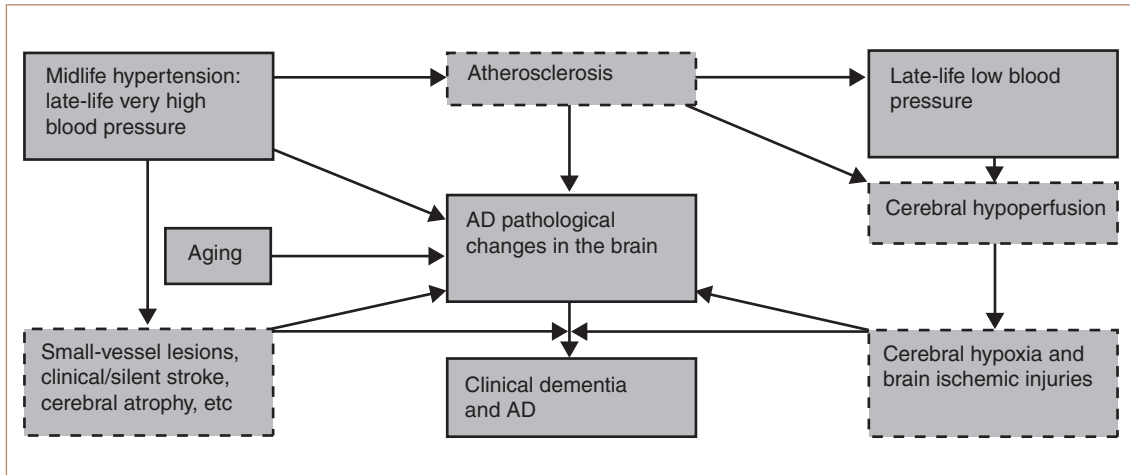 Midlife hypertension:
late-life very high
blood pressure
Atherosclerosis
Late-life low blood
pressure
Cerebral hypoperfusion
AD pathological
changes in the brain
Aging
Small-vessel lesions,
clinical/silent stroke,
cerebral atrophy, etc
Clinical dementia
and AD
Cerebral hypoxia and
brain ischemic injuries